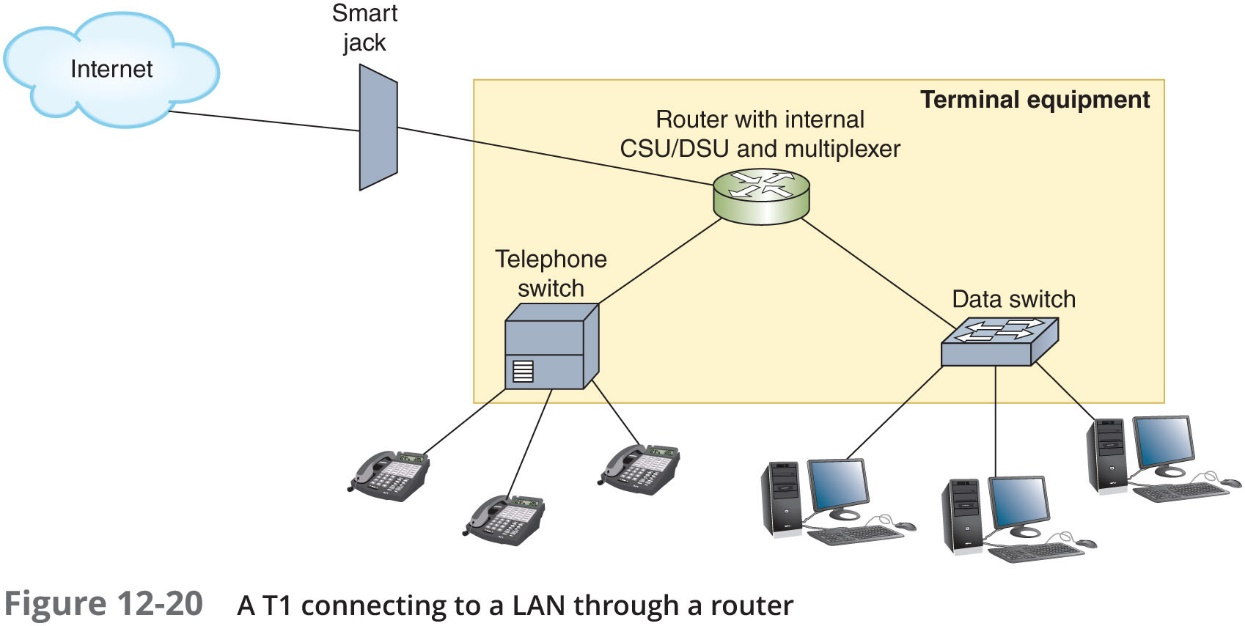 Smart
jack
Internet
Terminal equipment
Router with internal
CSU/DSU and multiplexer
Telephone
switch
Data switch
Figure 12-20 A T1 connecting to a LAN through a router